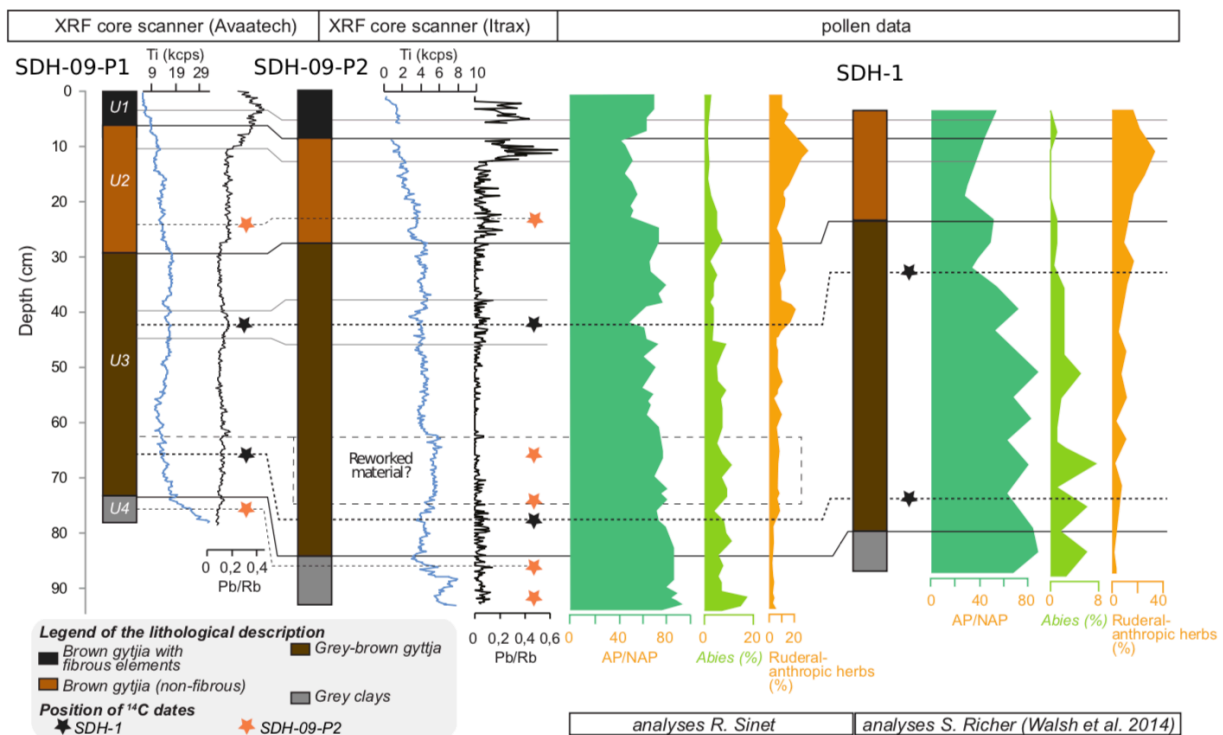 XRF core scanner (Avaatech)
XRF core scanner (Itrax)
pollen data
Ti (kcps)
9 19 29
SDH-09-P1
SDH-09-P2
Ti (kcps)
0 2 4 6 8 10
SDH-1
Depth (cm)
0
10
20
30
40
50
60
70
80
90
U1
U2
U3
U4
Reworked
material?
0 0,2 0,4
Pb/Rb
0 0,2 0,4 0,6
Pb/Rb
0 40 80
AP/NAP
0 20
Abies (%)
0 20
Ruderal-
anthropic herbs
(%)
0 40 80
AP/NAP
0 8
Abies (%)
0 40
Ruderal-
anthropic herbs
(%)
Legend of the lithological description
Brown gytjia with
fibrous elements
Grey-brown gyttja
Brown gytjia (non-fibrous)
Grey clays
Position of ¹⁴C dates
SDH-1
SDH-09-P2
analyses R. Sinet
analyses S. Richer (Walsh et al. 2014)